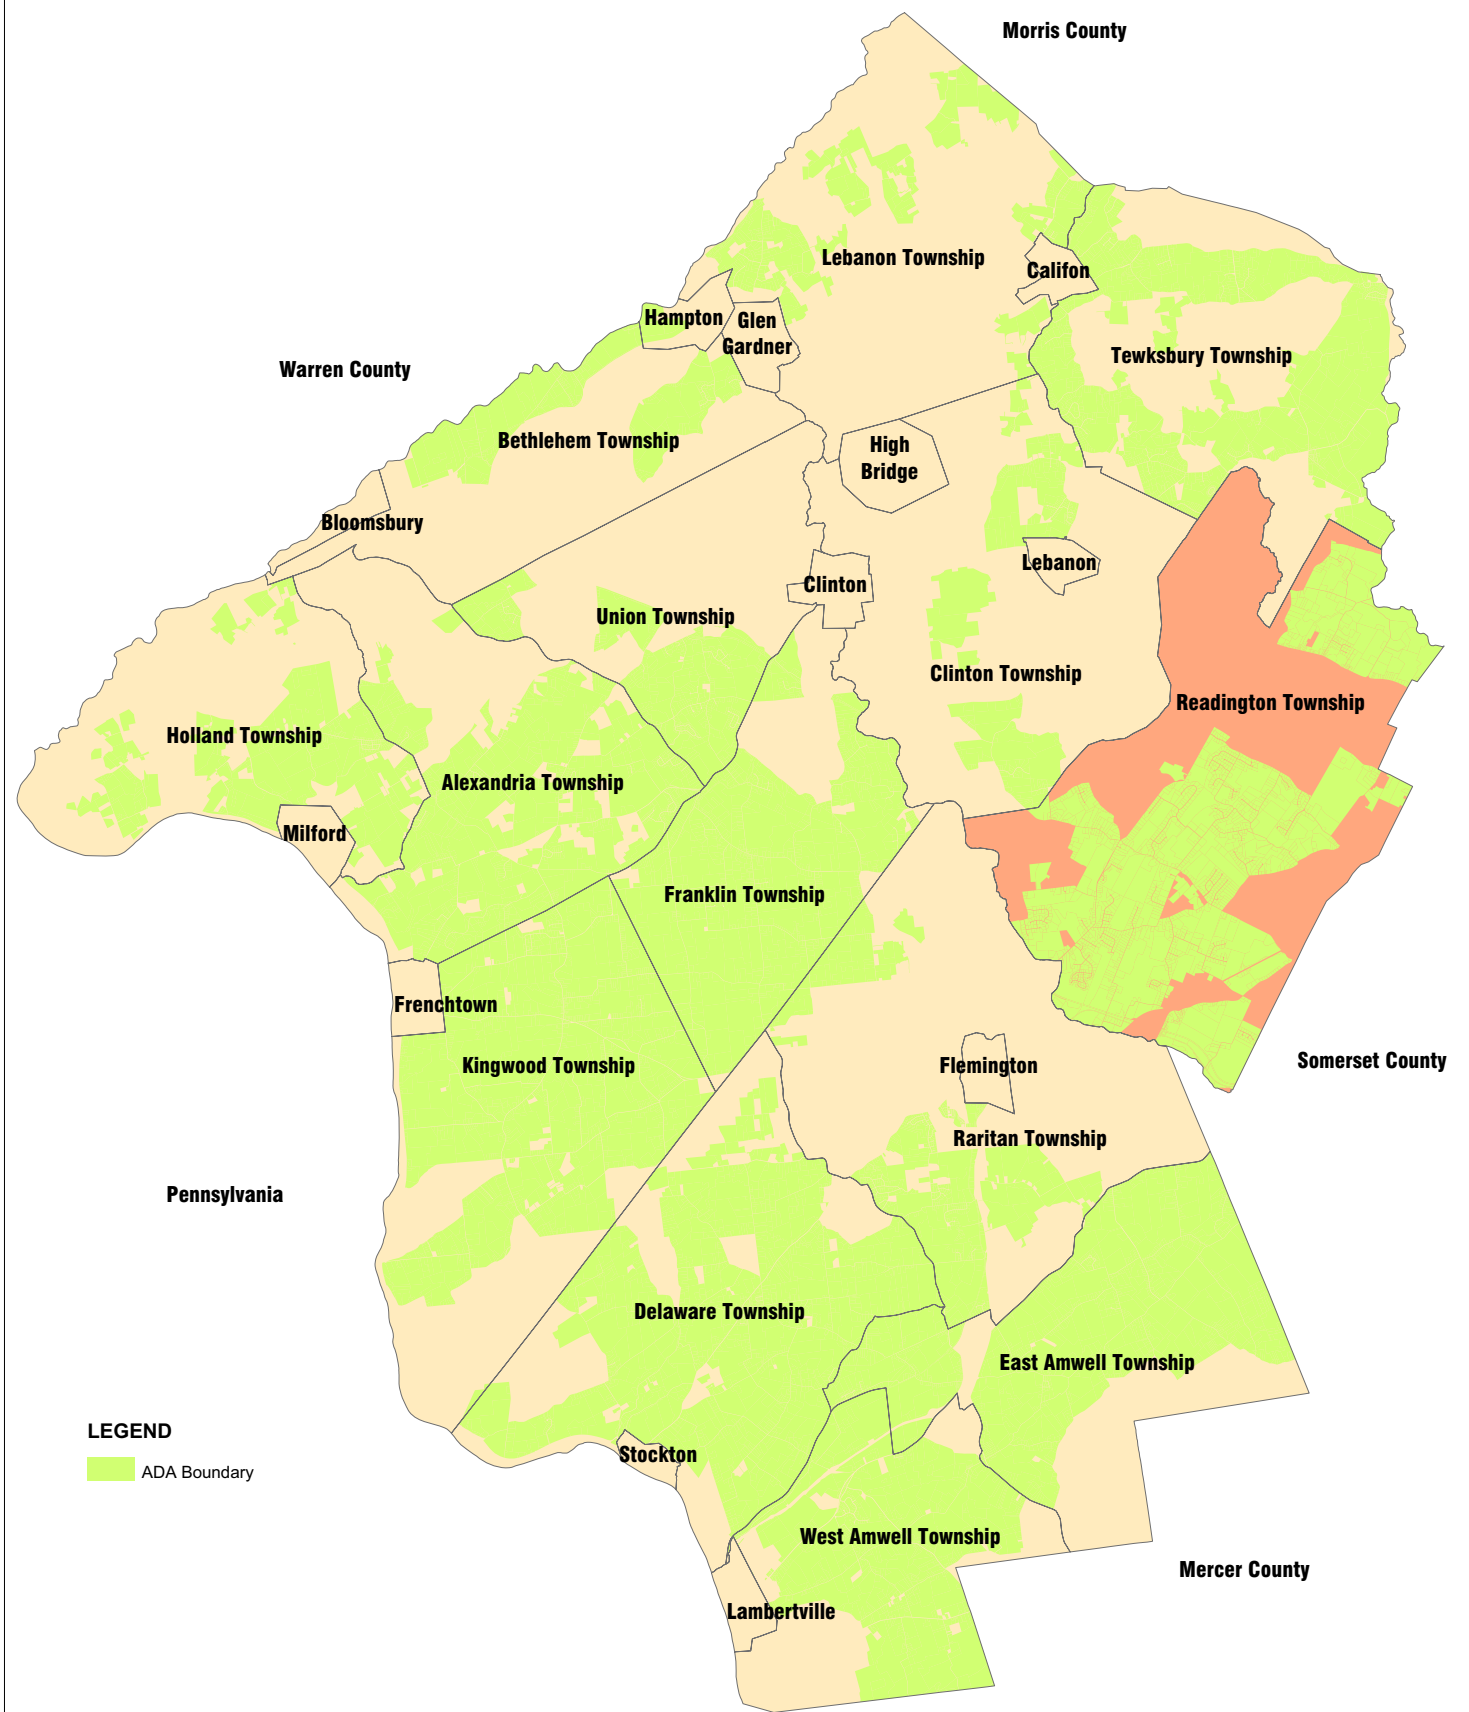 Morris County
Lebanon Township
Califon
Hampton
Glen
Gardner
Tewksbury Township
Warren County
Bethlehem Township
High
Bridge
Bloomsbury
Lebanon
Clinton
Union Township
Clinton Township
Readington Township
Holland Township
Alexandria Township
Milford
Franklin Township
Frenchtown
Kingwood Township
Flemington
Somerset County
Raritan Township
Pennsylvania
Delaware Township
East Amwell Township
LEGEND
ADA Boundary
Stockton
West Amwell Township
Mercer County
Lambertville